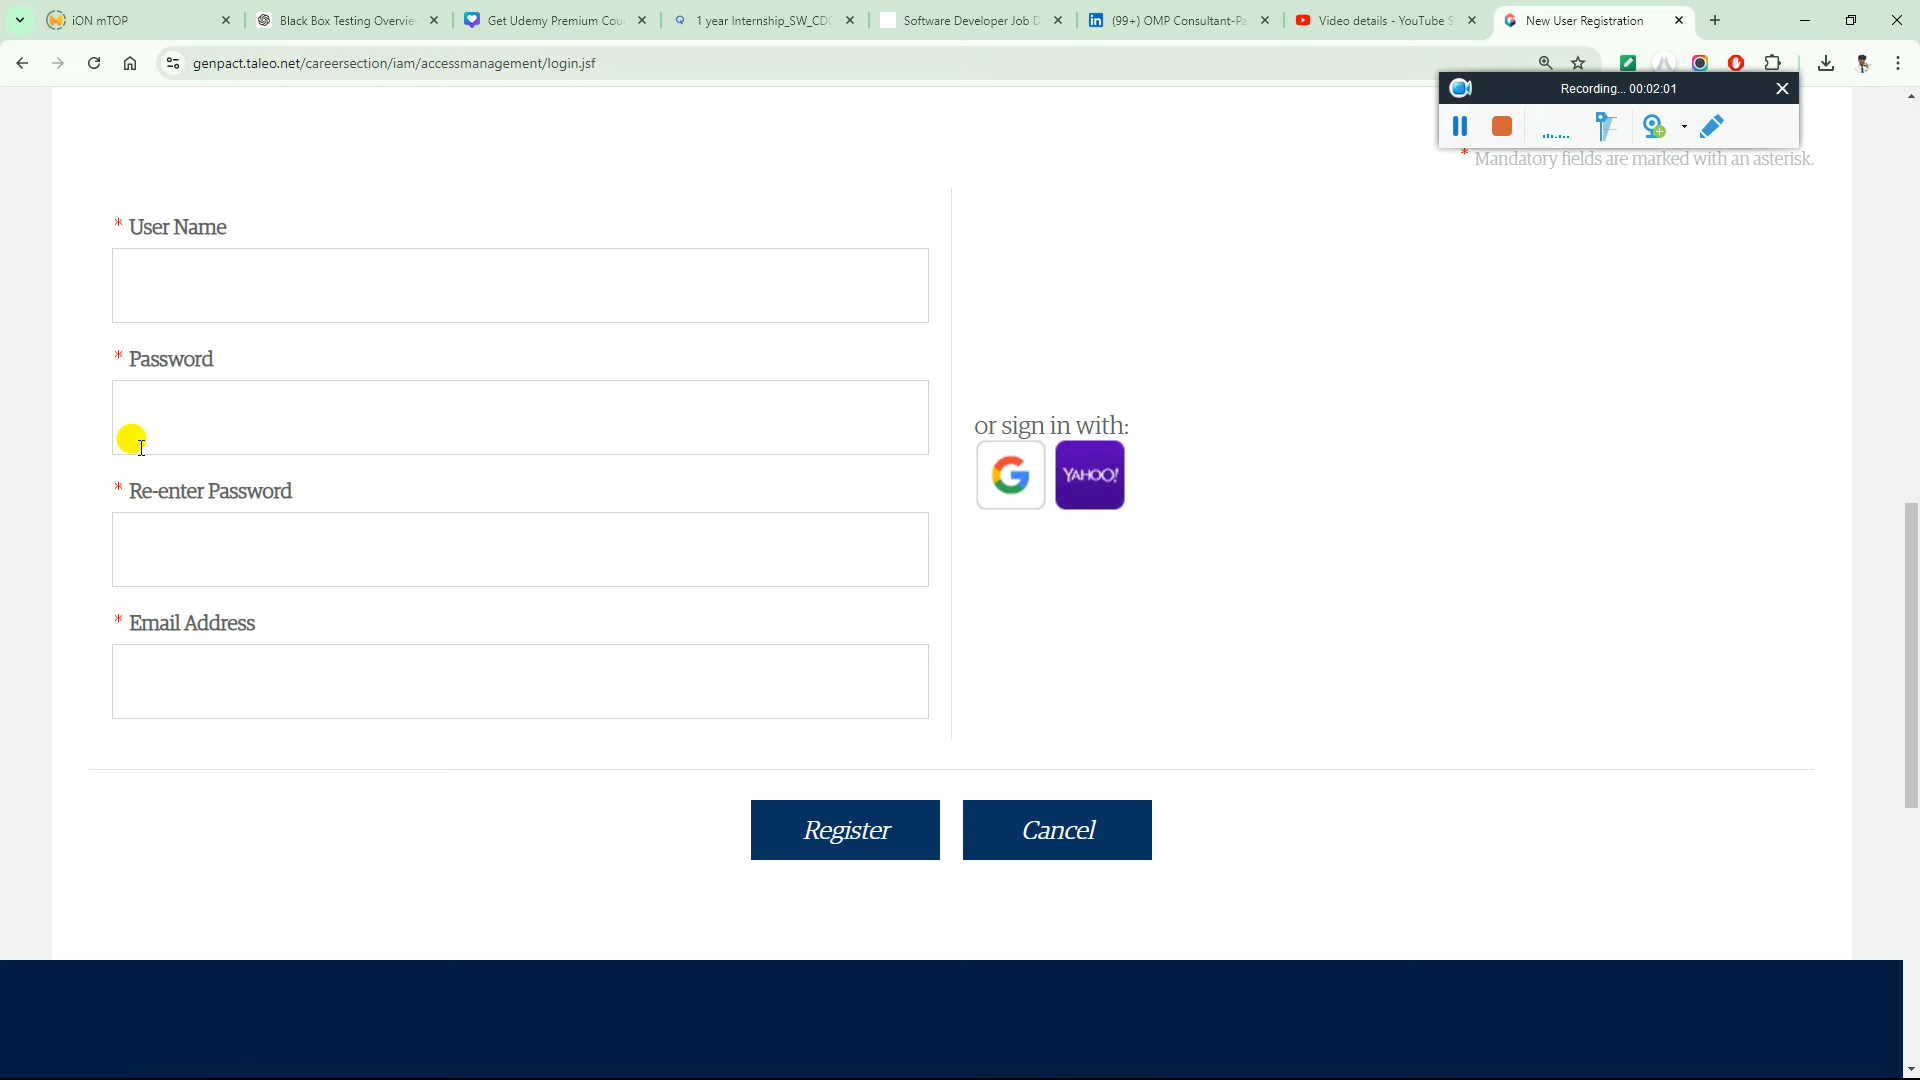 iON mTOP
Black Box Testing Overvie
Get Udemy Premium Cou
1 year Internship_SW_CDC
Software Developer Job D
(99+) OMP Consultant-Pa
Video details - YouTube S
New User Registration
genpact.taleo.net/careersection/iam/accessmanagement/login.jsf
Recording... 00:02:01
* Mandatory fields are marked with an asterisk.
* User Name
* Password
or sign in with:
YAHOO!
* Re-enter Password
* Email Address
Register
Cancel